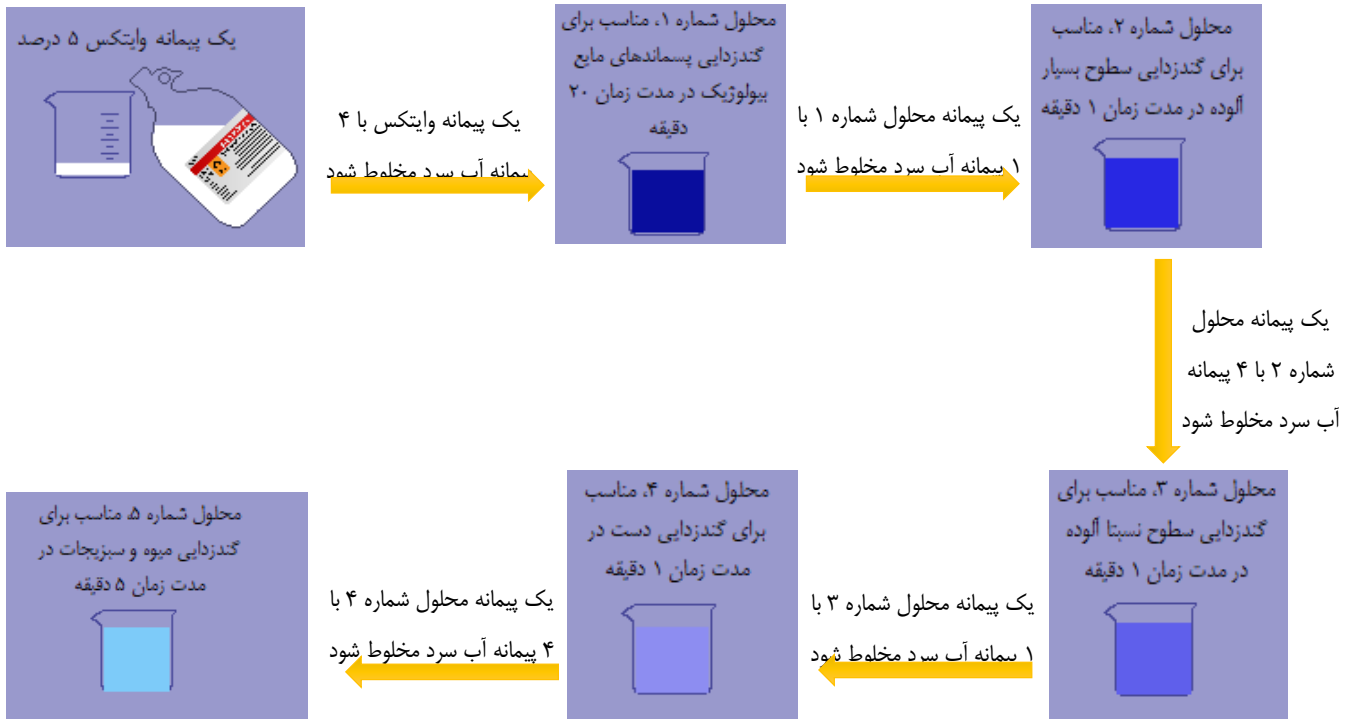 یک پیمانه وایتکس ۵ درصد
یک پیمانه وایتکس با ۴
پیمانه آب سرد مخلوط شود
محلول شماره ۱، مناسب برای
گندزدایی پسماندهای مایع
بیولوژیک در مدت زمان ۲۰
دقیقه
یک پیمانه محلول شماره ۱ با
۱ پیمانه آب سرد مخلوط شود
محلول شماره ۲، مناسب
برای گندزدایی سطوح بسیار
آلوده در مدت زمان ۱ دقیقه
یک پیمانه محلول
شماره ۲ با ۴ پیمانه
آب سرد مخلوط شود
محلول شماره ۳، مناسب برای
گندزدایی سطوح نسبتا آلوده
در مدت زمان ۱ دقیقه
یک پیمانه محلول شماره ۳ با
۱ پیمانه آب سرد مخلوط شود
محلول شماره ۴، مناسب
برای گندزدایی دست در
مدت زمان ۱ دقیقه
یک پیمانه محلول شماره ۴ با
۴ پیمانه آب سرد مخلوط شود
محلول شماره ۵، مناسب برای
گندزدایی میوه و سبزیجات در
مدت زمان ۵ دقیقه